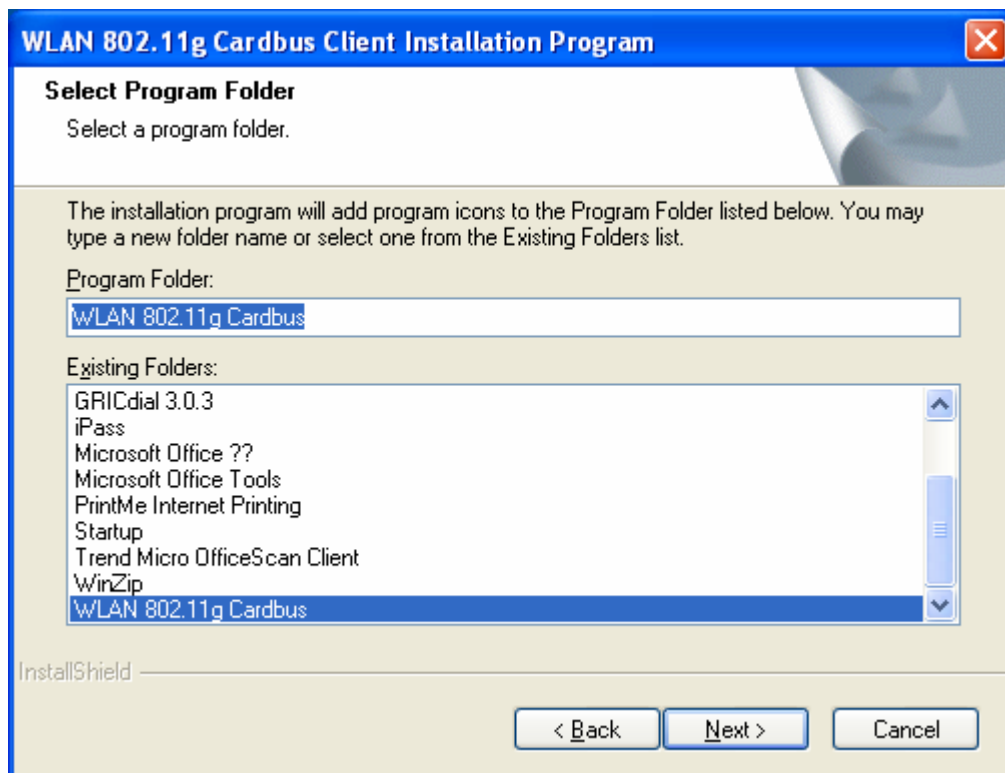 WLAN 802.11g Cardbus Client Installation Program
Select Program Folder
Select a program folder.
The installation program will add program icons to the Program Folder listed below. You may
type a new folder name or select one from the Existing Folders list.
Program Folder:
WLAN 802.11g Cardbus
Existing Folders:
GRICdial 3.0.3
iPass
Microsoft Office ??
Microsoft Office Tools
PrintMe Internet Printing
Startup
Trend Micro OfficeScan Client
WinZip
WLAN 802.11g Cardbus
InstallShield
< Back Next > Cancel